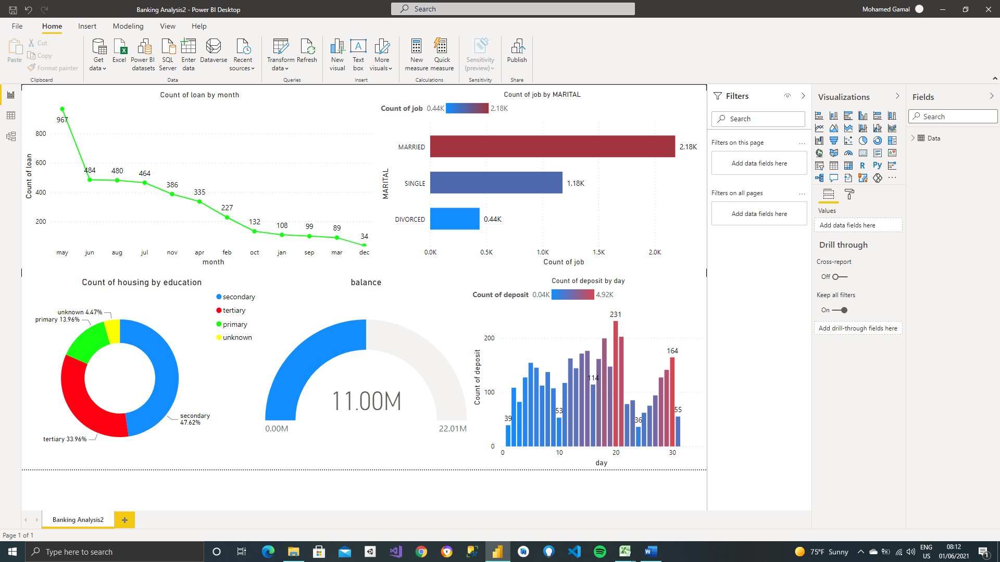 Banking Analysis2 - Power BI Desktop
Search
Mohamed Gamal
File Home Insert Modeling View Help
Paste
Cut
Copy
Format painter
Clipboard
Get data
Excel
Power BI datasets
SQL Server
Enter data
Dataverse
Recent sources
Data
Transform data
Refresh
Queries
New visual
Text box
More visuals
Insert
New measure
Quick measure
Calculations
Sensitivity (preview)
Sensitivity
Publish
Share
Count of loan by month
Count of loan
800
600
400
200
967
484
480
464
386
335
227
132
108
99
89
34
may jun aug jul nov apr feb oct jan sep mar dec
month
Count of job by MARITAL
Count of job 0.44K 2.18K
MARITAL
MARRIED 2.18K
SINGLE 1.18K
DIVORCED 0.44K
0.0K 0.5K 1.0K 1.5K 2.0K
Count of job
Count of housing by education
secondary
tertiary
primary
unknown
unknown 4.47%
primary 13.96%
secondary
47.62%
tertiary 33.96%
balance
11.00M
0.00M 22.01M
Count of deposit by day
Count of deposit 0.04K 4.92K
Count of deposit
200
100
0
39
53
114
231
36
164
55
0 10 20 30
day
Filters
Search
Filters on this page ...
Add data fields here
Filters on all pages ...
Add data fields here
Visualizations
R
Py
123
...
Values
Add data fields here
Drill through
Cross-report
Off
Keep all filters
On
Add drill-through fields here
Fields
Search
Data
Banking Analysis2
+
Page 1 of 1
Type here to search
75°F Sunny
ENG
US
08:12
01/06/2021
1